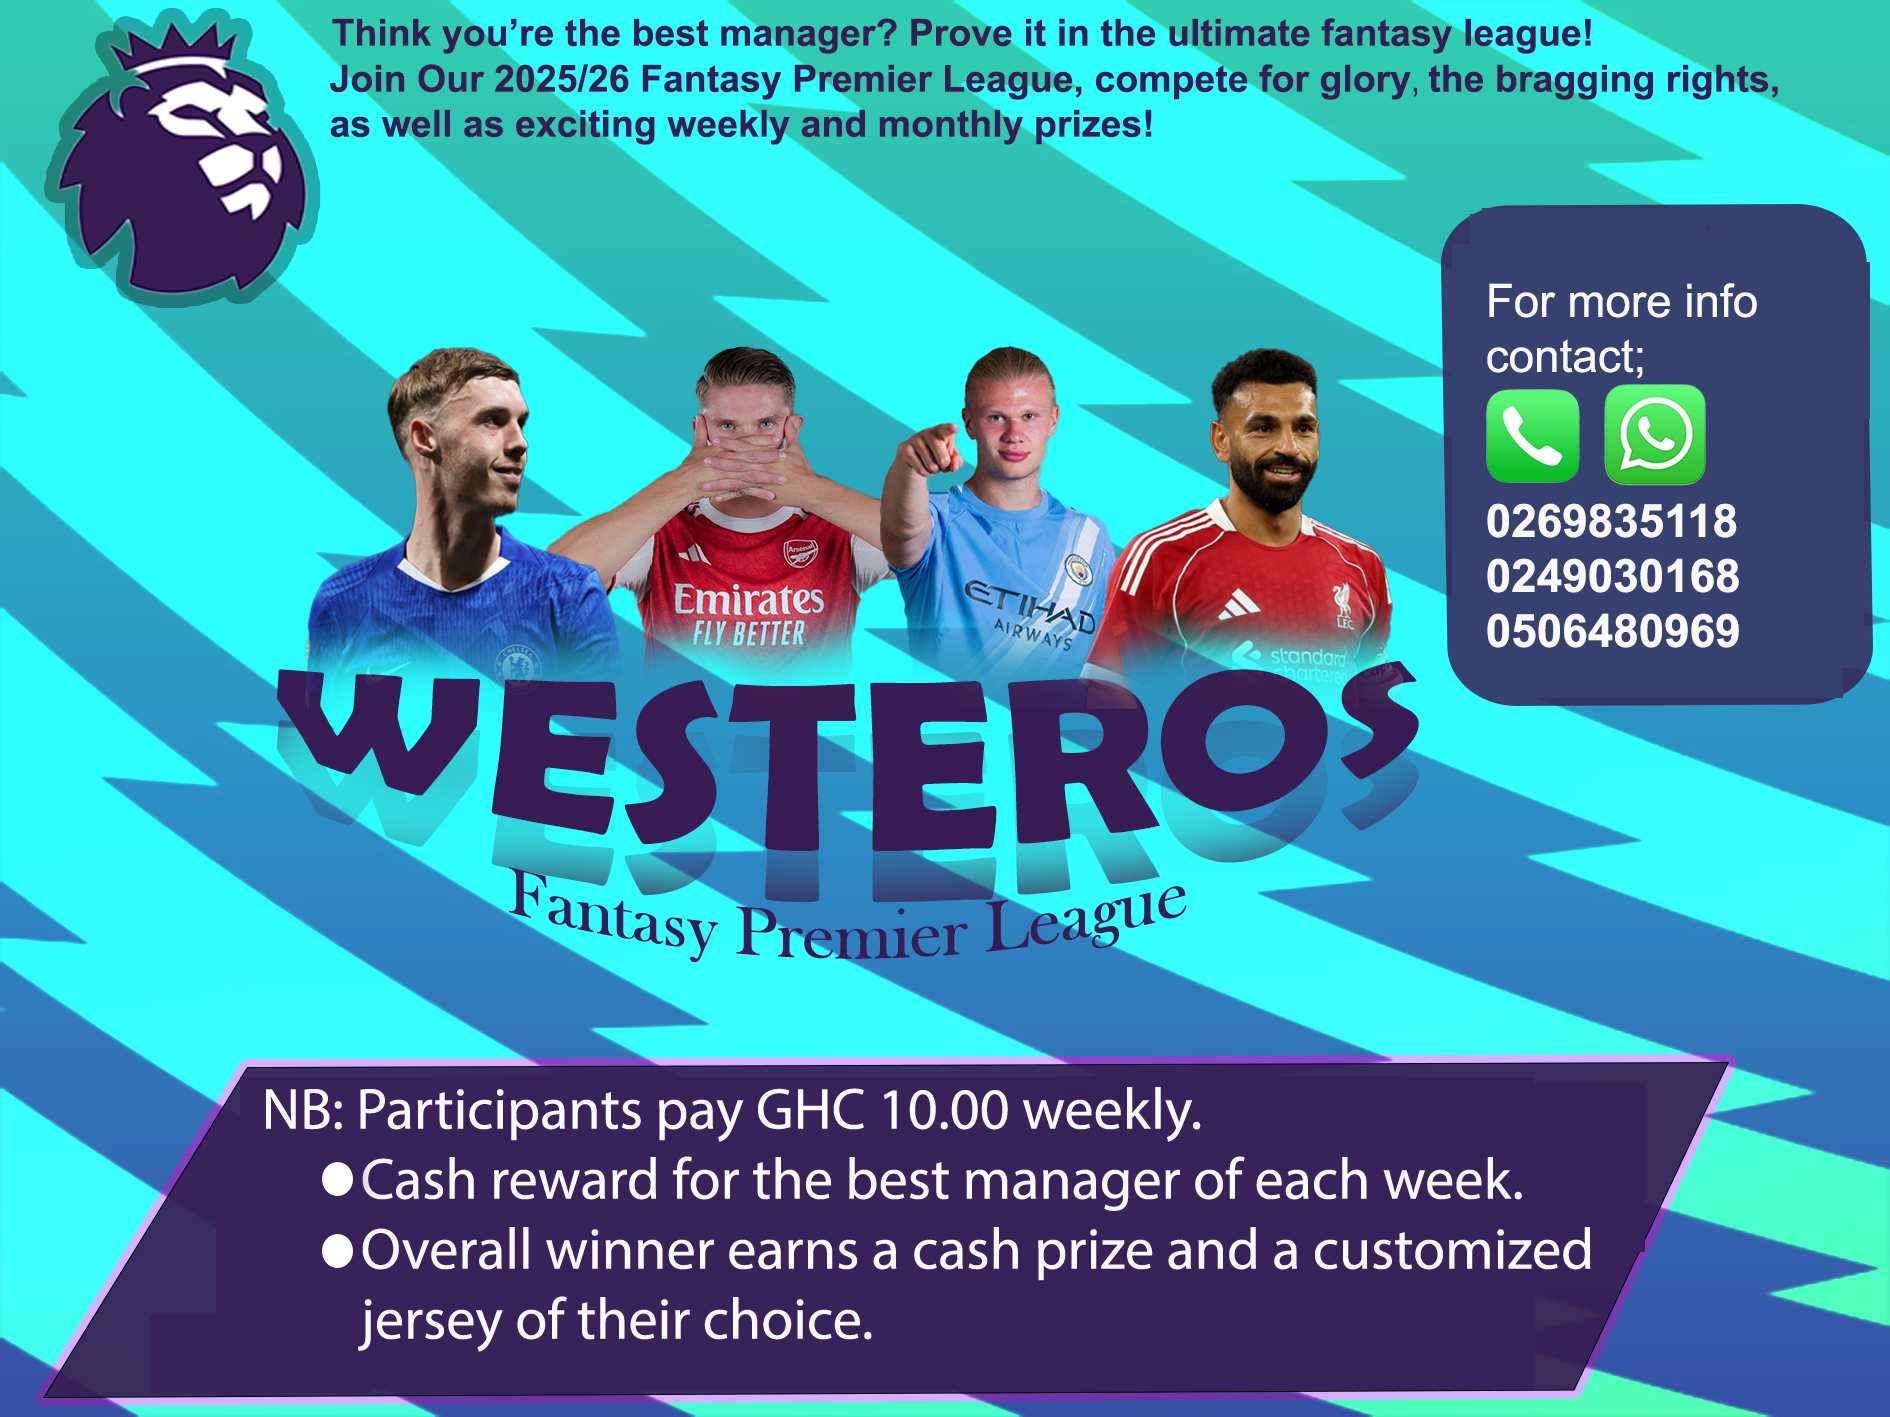 Think you’re the best manager? Prove it in the ultimate fantasy league!
Join Our 2025/26 Fantasy Premier League, compete for glory, the bragging rights,
as well as exciting weekly and monthly prizes!
For more info
contact;
0269835118
0249030168
0506480969
Arsenal
Emirates
FLY BETTER
ETIHAD
AIRWAYS
L.F.C.
standard
chartered
CHELSEA
WESTEROS
Fantasy Premier League
NB: Participants pay GHC 10.00 weekly.
●Cash reward for the best manager of each week.
●Overall winner earns a cash prize and a customized
jersey of their choice.